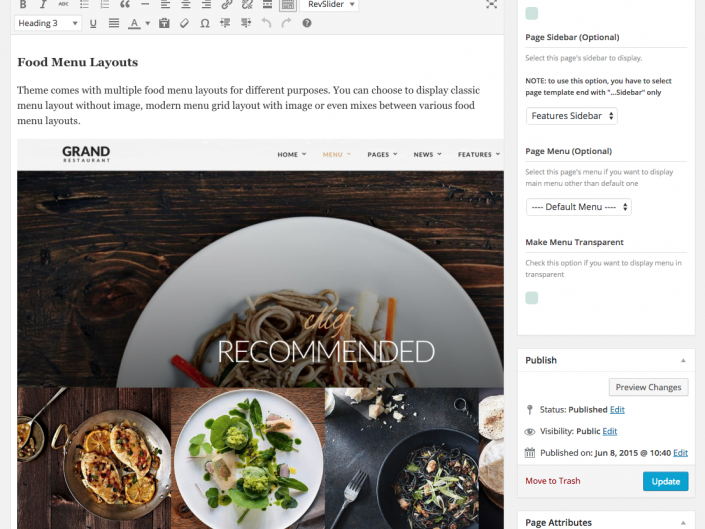 B I ABC
RevSlider
Heading 3
U A Ω
Food Menu Layouts
Theme comes with multiple food menu layouts for different purposes. You can choose to display classic
menu layout without image, modern menu grid layout with image or even mixes between various food
menu layouts.
GRAND
RESTAURANT
HOME MENU PAGES NEWS FEATURES
chef
RECOMMENDED
Page Sidebar (Optional)
Select this page's sidebar to display.
NOTE: to use this option, you have to select
page template end with "...Sidebar" only
Features Sidebar
Page Menu (Optional)
Select this page's menu if you want to display
main menu other than default one
---- Default Menu ----
Make Menu Transparent
Check this option if you want to display menu in
transparent
Publish
Preview Changes
Status: Published Edit
Visibility: Public Edit
Published on: Jun 8, 2015 @ 10:40 Edit
Move to Trash
Update
Page Attributes